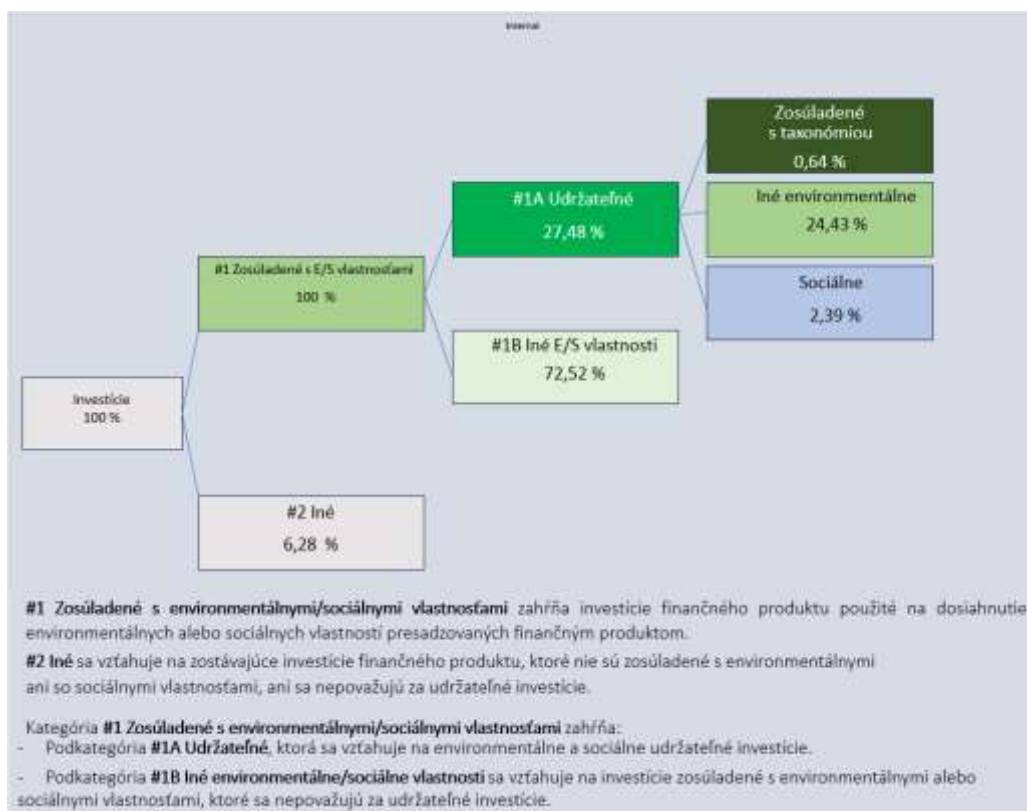 Internal
Zosúladené
s taxonómiou
0,64 %
#1A Udržateľné
27,48 %
Iné environmentálne
24,43 %
#1 Zosúladené s E/S vlastnosťami
100 %
Sociálne
2,39 %
#1B Iné E/S vlastnosti
72,52 %
Investície
100 %
#2 Iné
6,28 %
#1 Zosúladené s environmentálnymi/sociálnymi vlastnosťami zahŕňa investície finančného produktu použité na dosiahnutie
environmentálnych alebo sociálnych vlastností presadzovaných finančným produktom.
#2 Iné sa vzťahuje na zostávajúce investície finančného produktu, ktoré nie sú zosúladené s environmentálnymi
ani so sociálnymi vlastnosťami, ani sa nepovažujú za udržateľné investície.
Kategória #1 Zosúladené s environmentálnymi/sociálnymi vlastnosťami zahŕňa:
- Podkategória #1A Udržateľné, ktorá sa vzťahuje na environmentálne a sociálne udržateľné investície.
- Podkategória #1B Iné environmentálne/sociálne vlastnosti sa vzťahuje na investície zosúladené s environmentálnymi alebo
sociálnymi vlastnosťami, ktoré sa nepovažujú za udržateľné investície.